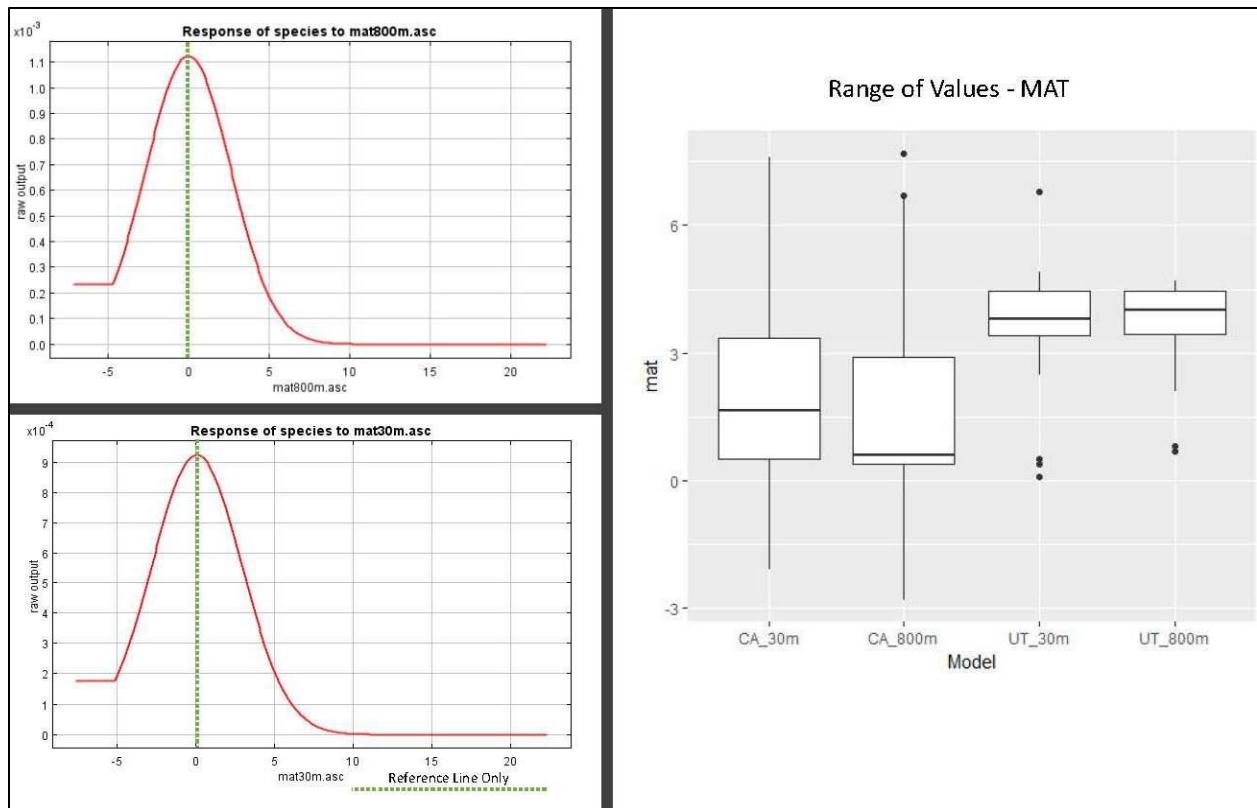 x10⁻³
Response of species to mat800m.asc
1.1
1.0
0.9
0.8
0.7
0.6
0.5
0.4
0.3
0.2
0.1
0.0
raw output
-5 0 5 10 15 20
mat800m.asc
x10⁻⁴
Response of species to mat30m.asc
9
8
7
6
5
4
3
2
1
0
raw output
-5 0 5 10 15 20
mat30m.asc
Reference Line Only
Range of Values - MAT
6
3
0
-3
mat
CA_30m CA_800m UT_30m UT_800m
Model